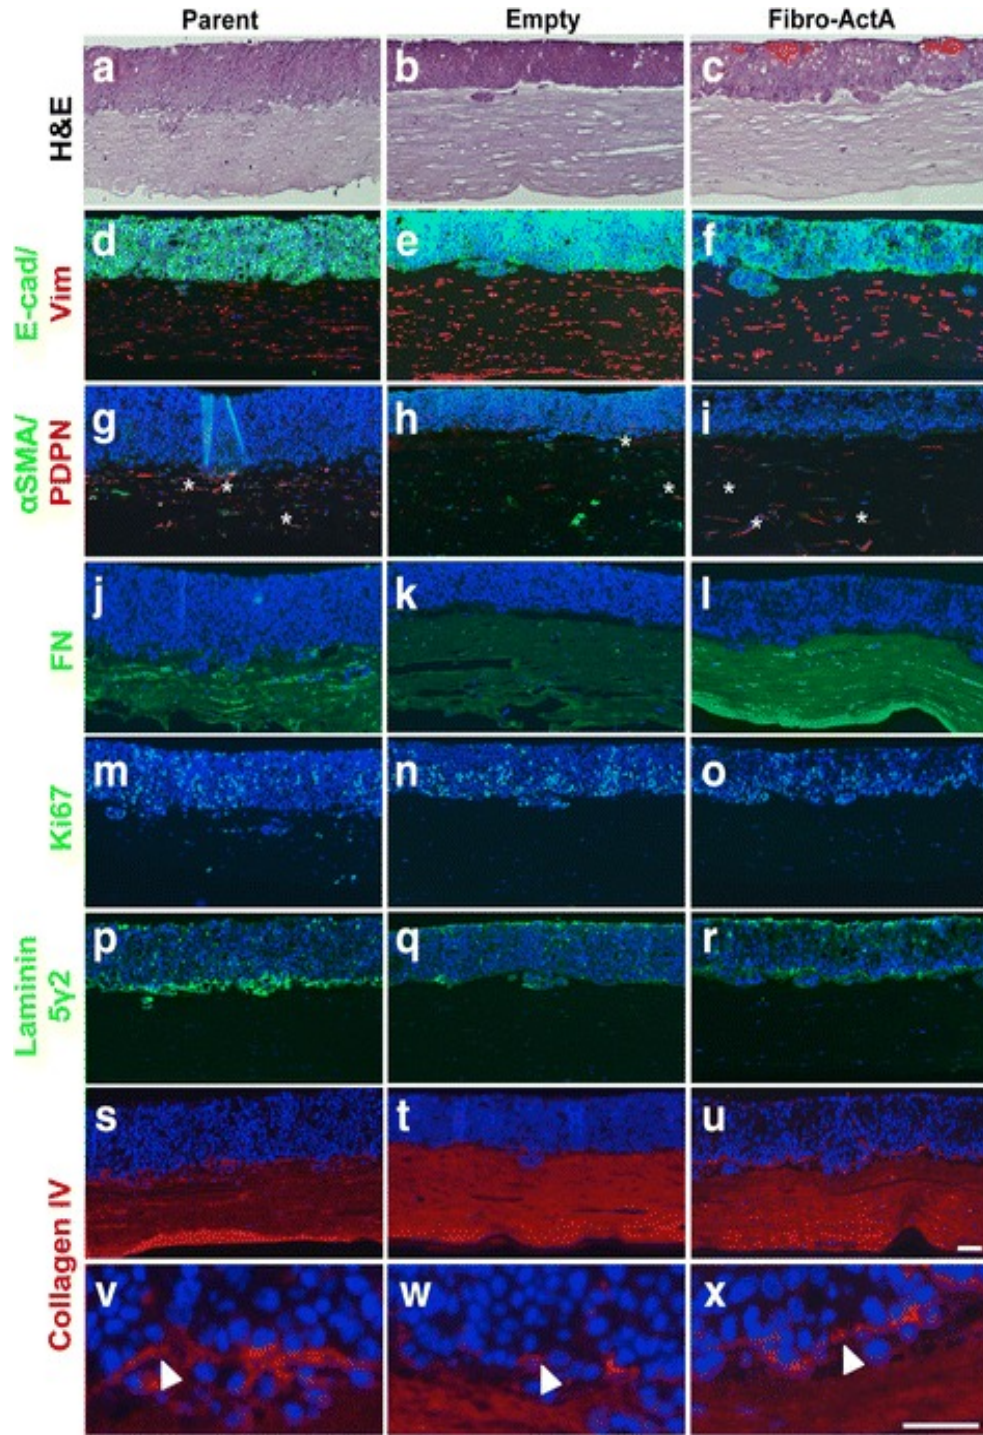 Parent Empty Fibro-ActA
H&E
a b c
E-cad/
Vim
d e f
αSMA/
PDPN
g h i
* * * * * * * *
FN
j k l
Ki67
m n o
Laminin
5γ2
p q r
Collagen IV
s t u
v w x